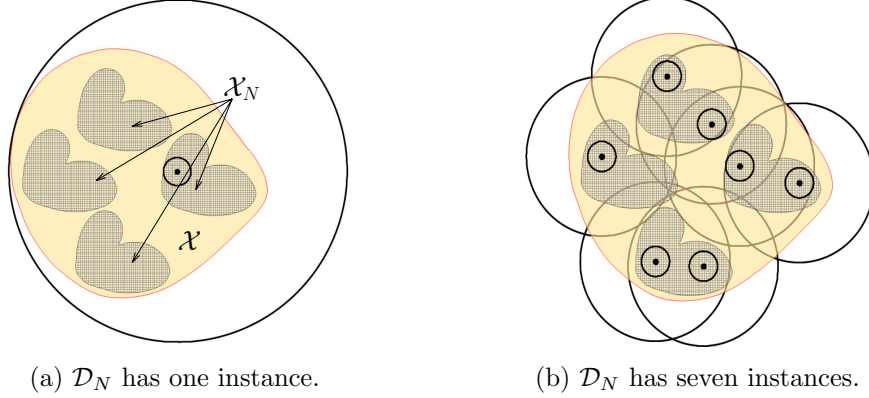 𝒳_N
𝒳
(a) 𝒟_N has one instance.
(b) 𝒟_N has seven instances.